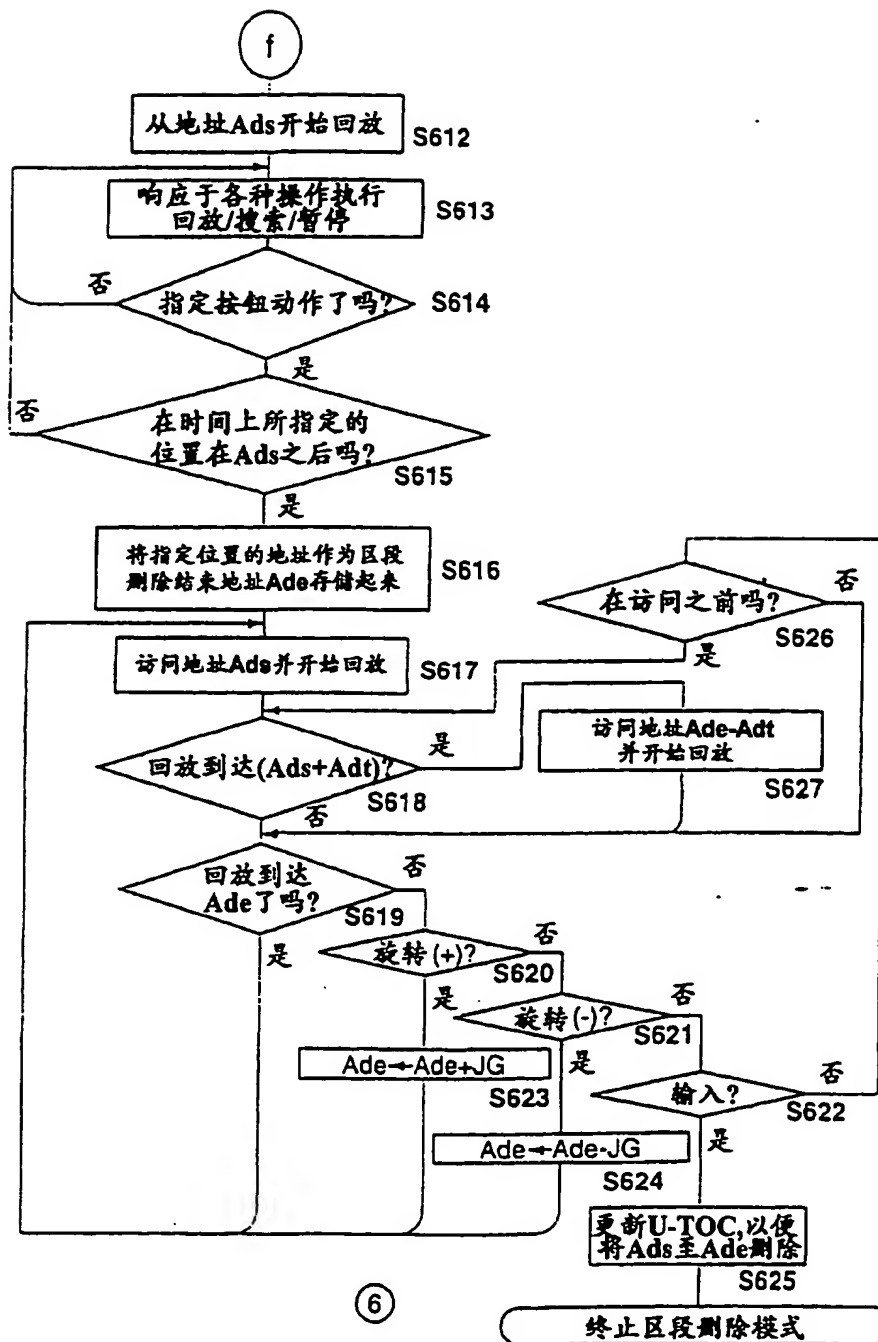 f
从地址Ads开始回放
S612
响应于各种操作执行
回放/搜索/暂停
S613
否
指定按钮动作了吗?
S614
是
否
在时间上所指定的
位置在Ads之后吗?
S615
是
将指定位置的地址作为区段
删除结束地址Ade存储起来
S616
在访问之前吗?
否
S626
是
访问地址Ads并开始回放
S617
回放到达(Ads+Adt)?
是
S618
否
访问地址Ade-Adt
并开始回放
S627
回放到达
Ade了吗?
否
S619
是
旋转(+)?
否
S620
是
旋转(-)?
否
S621
是
Ade←Ade+JG
S623
输入?
否
S622
是
Ade←Ade-JG
S624
更新U-TOC,以便
将Ads至Ade删除
S625
6
终止区段删除模式